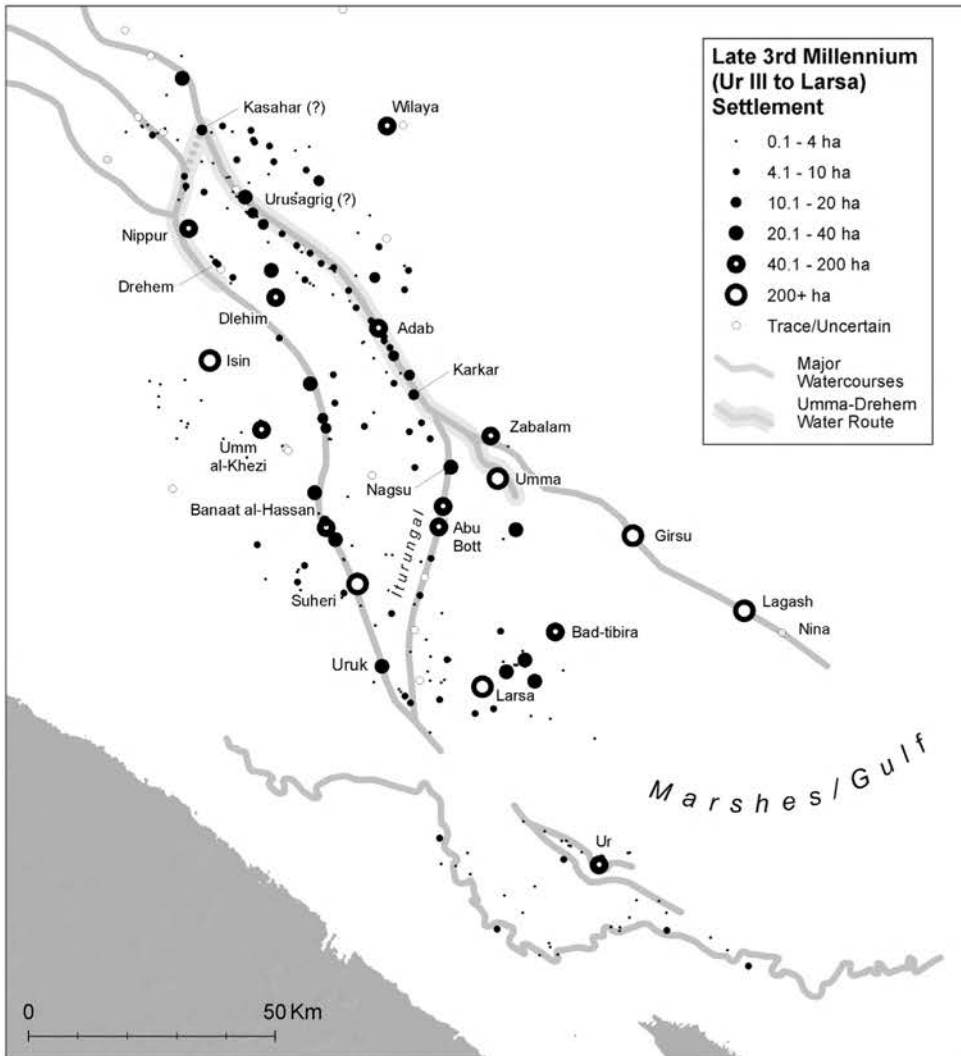 Late 3rd Millennium
(Ur III to Larsa)
Settlement
0.1 - 4 ha
4.1 - 10 ha
10.1 - 20 ha
20.1 - 40 ha
40.1 - 200 ha
200+ ha
Trace/Uncertain
Major
Watercourses
Umma-Drehem
Water Route
Kasahar (?)
Wilaya
Urusagrig (?)
Nippur
Drehem
Dlehim
Adab
Isin
Karkar
Zabalam
Umm
al-Khezi
Nagsu
Umma
Banaat al-Hassan
Abu
Bott
Girsu
Iturungal
Suheri
Lagash
Nina
Bad-tibira
Uruk
Larsa
Marshes/Gulf
Ur
0
50 Km